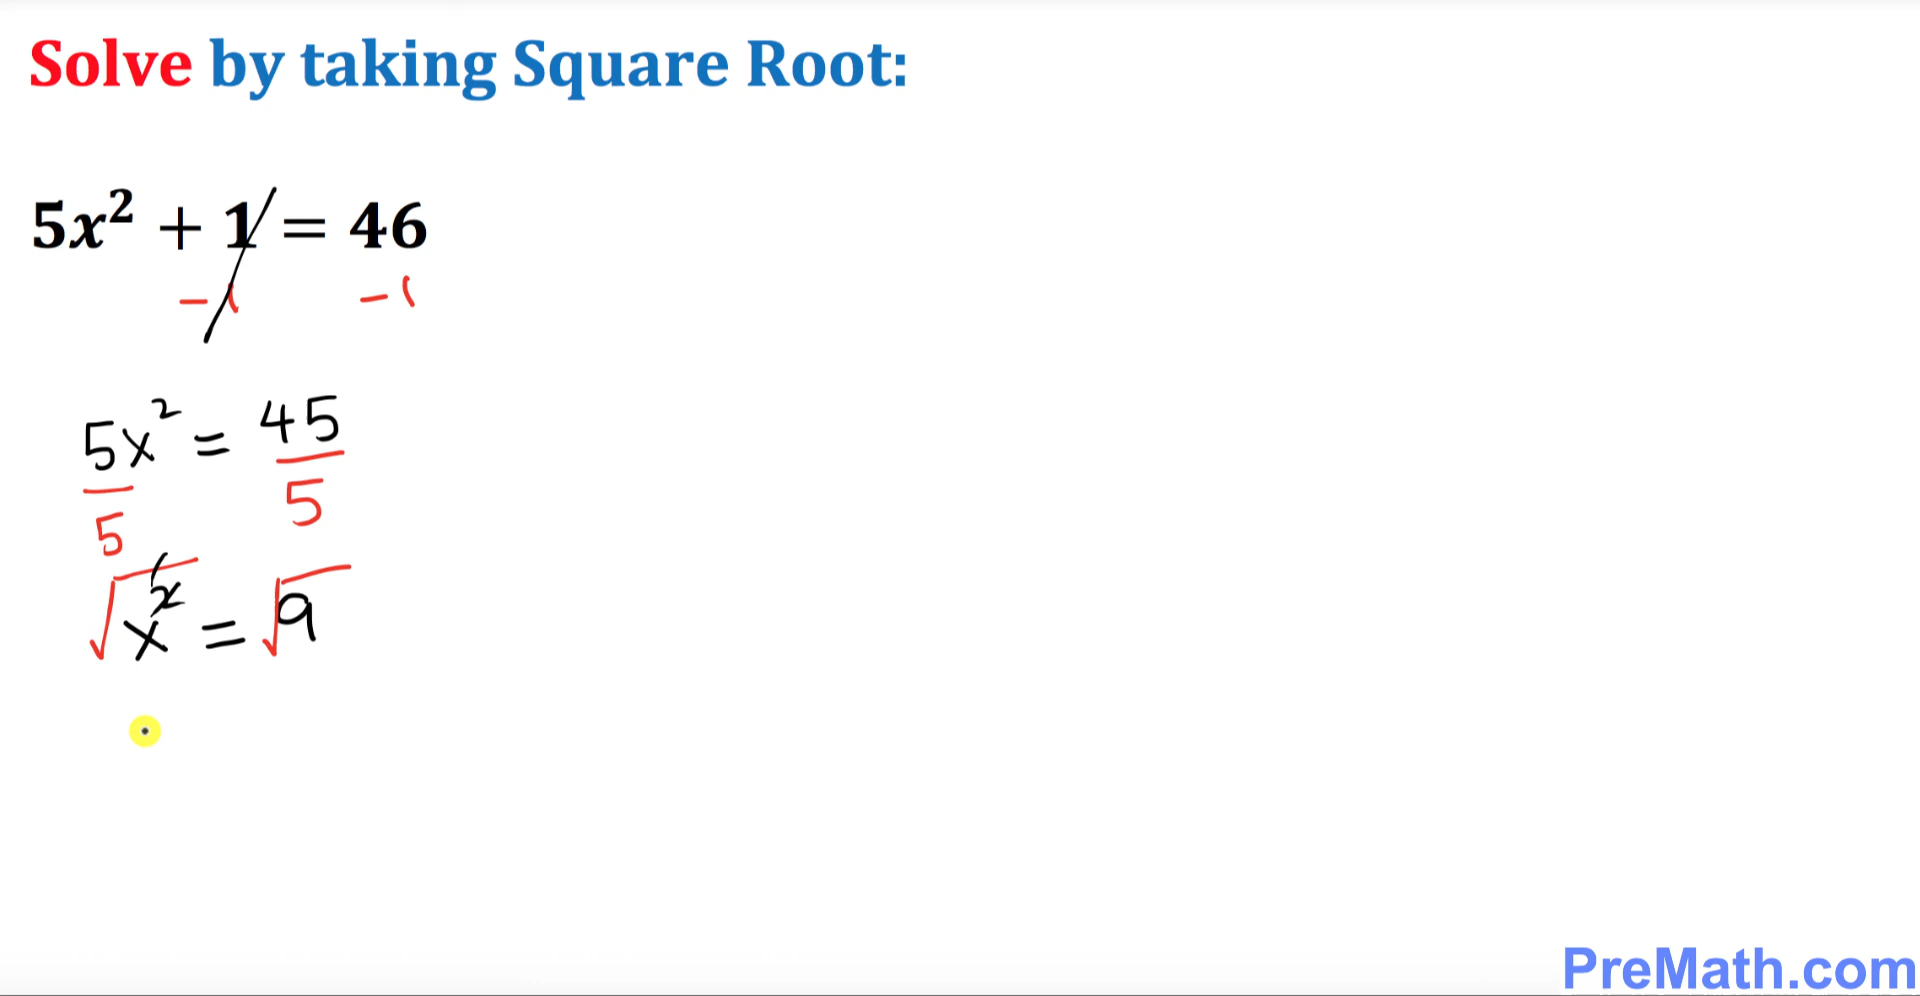 Solve by taking Square Root:
5x² + 1 = 46
-1 -1
5x² = 45
5 5
√x² = √9
PreMath.com